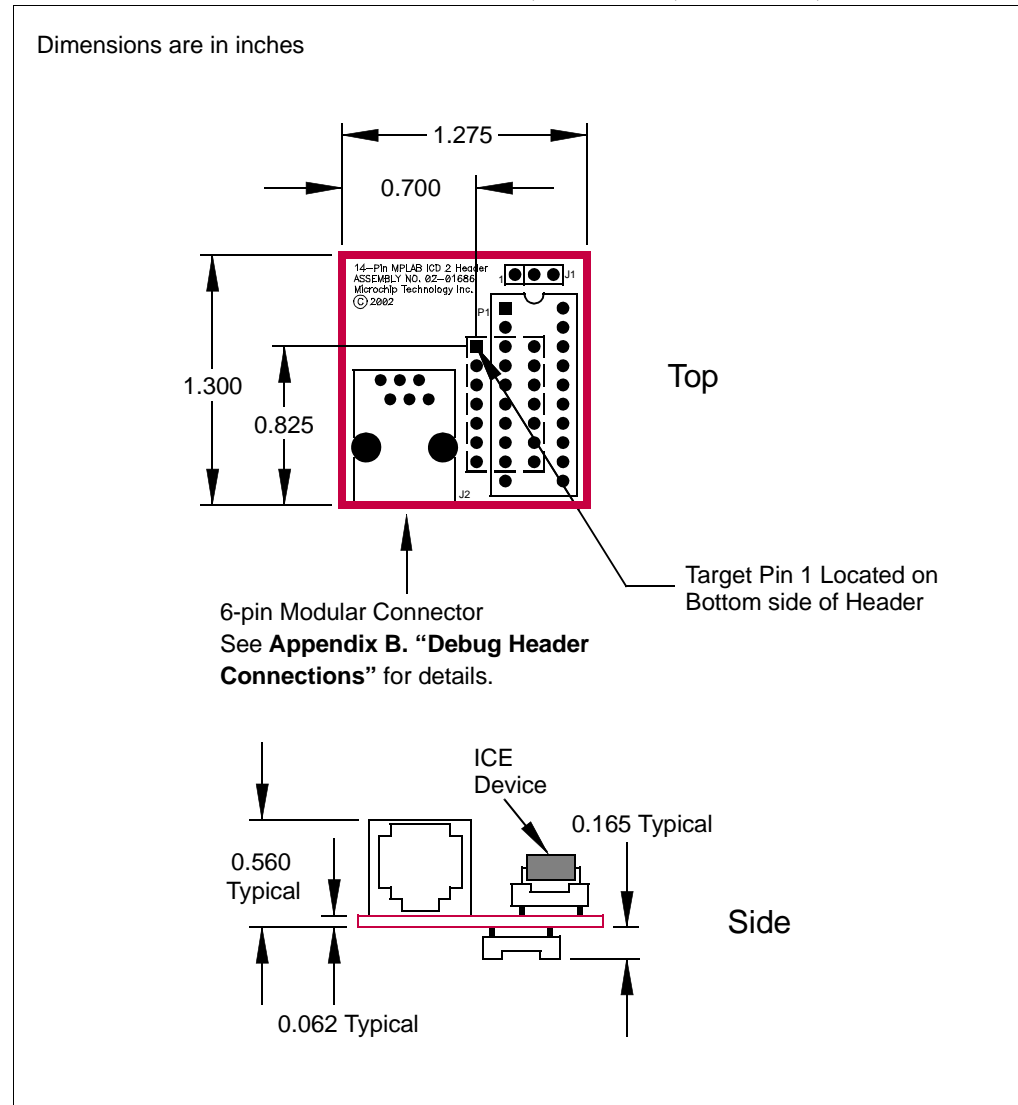 Dimensions are in inches
1.275
0.700
14-Pin MPLAB ICD 2 Header
ASSEMBLY NO. 02-01686
Microchip Technology Inc.
© 2002
1
J1
P1
1.300
0.825
J2
Top
Target Pin 1 Located on
Bottom side of Header
6-pin Modular Connector
See Appendix B. “Debug Header
Connections” for details.
ICE
Device
0.165 Typical
0.560
Typical
Side
0.062 Typical